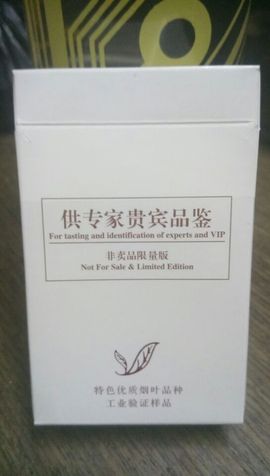 供专家贵宾品鉴
For tasting and identification of experts and VIP
非卖品限量版
Not For Sale & Limited Edition
特色优质烟叶品种
工业验证样品